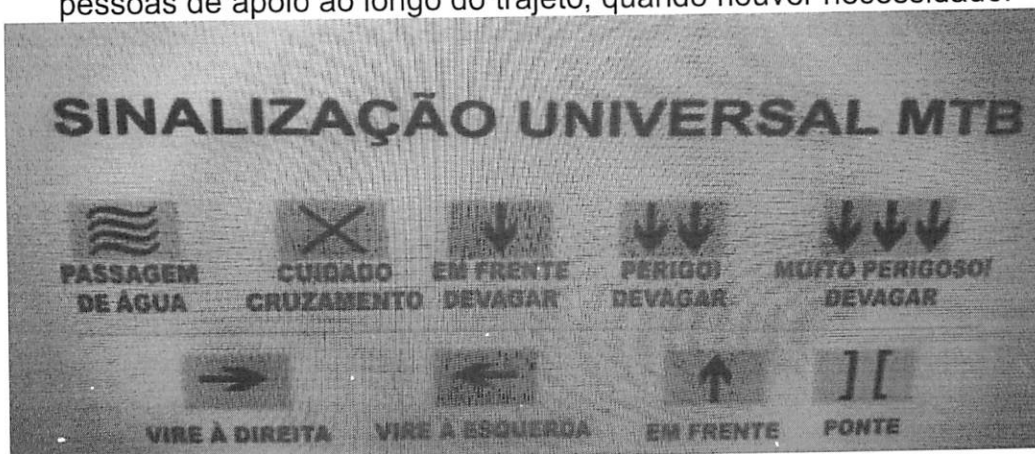 pessoas de apoio ao longo do trajeto, quando houver necessidade.
SINALIZAÇÃO UNIVERSAL MTB
PASSAGEM
DE ÁGUA
CUIDADO
CRUZAMENTO
EM FRENTE
DEVAGAR
PERIGO!
DEVAGAR
MUITO PERIGOSO!
DEVAGAR
VIRE À DIREITA
VIRE À ESQUERDA
EM FRENTE
PONTE